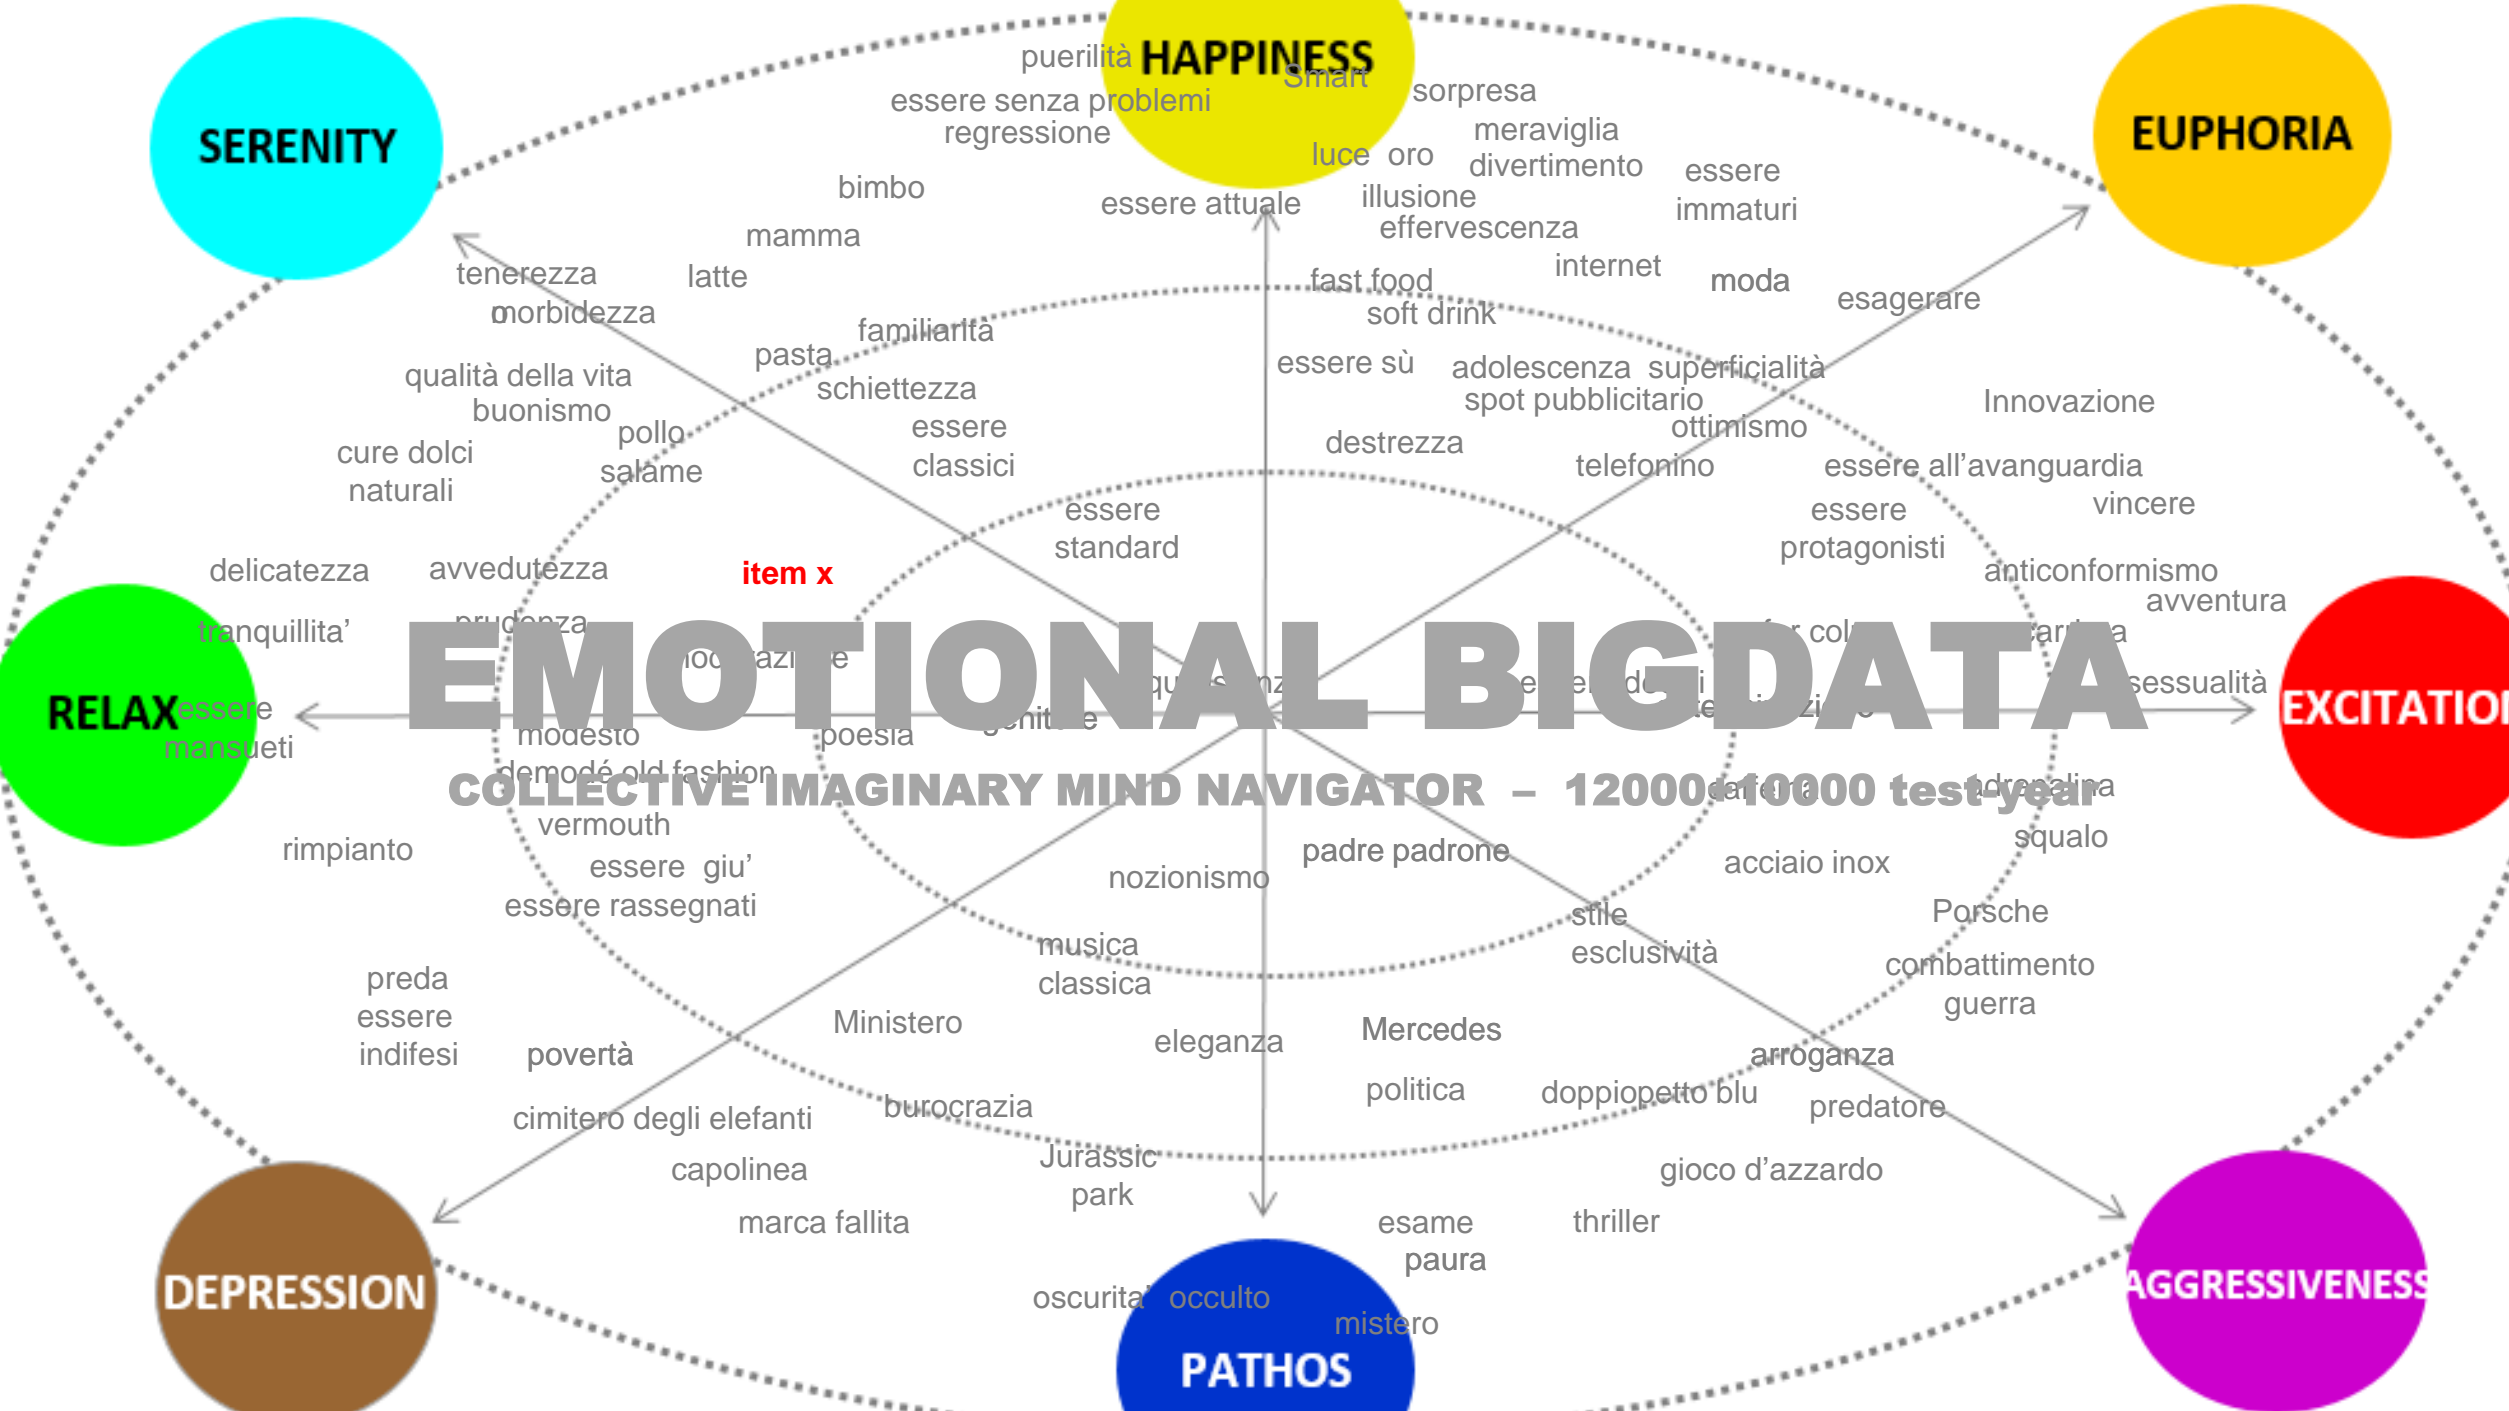 HAPPINESS
puerilità
Smart
sorpresa
essere senza problemi
regressione
meraviglia
SERENITY
EUPHORIA
luce oro
divertimento
essere
immaturi
bimbo
illusione
essere attuale
effervescenza
mamma
internet
tenerezza
latte
fast food
moda
esagerare
morbidezza
soft drink
familiarità
pasta
essere sù
adolescenza superficialità
qualità della vita
schiettezza
spot pubblicitario
Innovazione
buonismo
essere
classici
ottimismo
pollo
salame
destrezza
cure dolci
naturali
telefonino
essere all’avanguardia
vincere
essere
standard
essere
protagonisti
delicatezza
avvedutezza
item x
anticonformismo
avventura
tranquillita’
prudenza
EMOTIONAL BIGDATA
sessualità
RELAX
essere
mansueti
EXCITATION
genitore
modesto
poesia
demodé old fashion
COLLECTIVE IMAGINARY MIND NAVIGATOR – 12000+10000 test-year
adrenalina
vermouth
squalo
rimpianto
padre padrone
essere giu’
acciaio inox
nozionismo
essere rassegnati
stile
esclusività
Porsche
musica
classica
combattimento
guerra
preda
essere
indifesi
Ministero
Mercedes
eleganza
povertà
arroganza
politica
doppiopetto blu
predatore
cimitero degli elefanti
burocrazia
capolinea
Jurassic
park
gioco d’azzardo
marca fallita
esame
thriller
paura
DEPRESSION
oscurita’ occulto
mistero
AGGRESSIVENESS
PATHOS